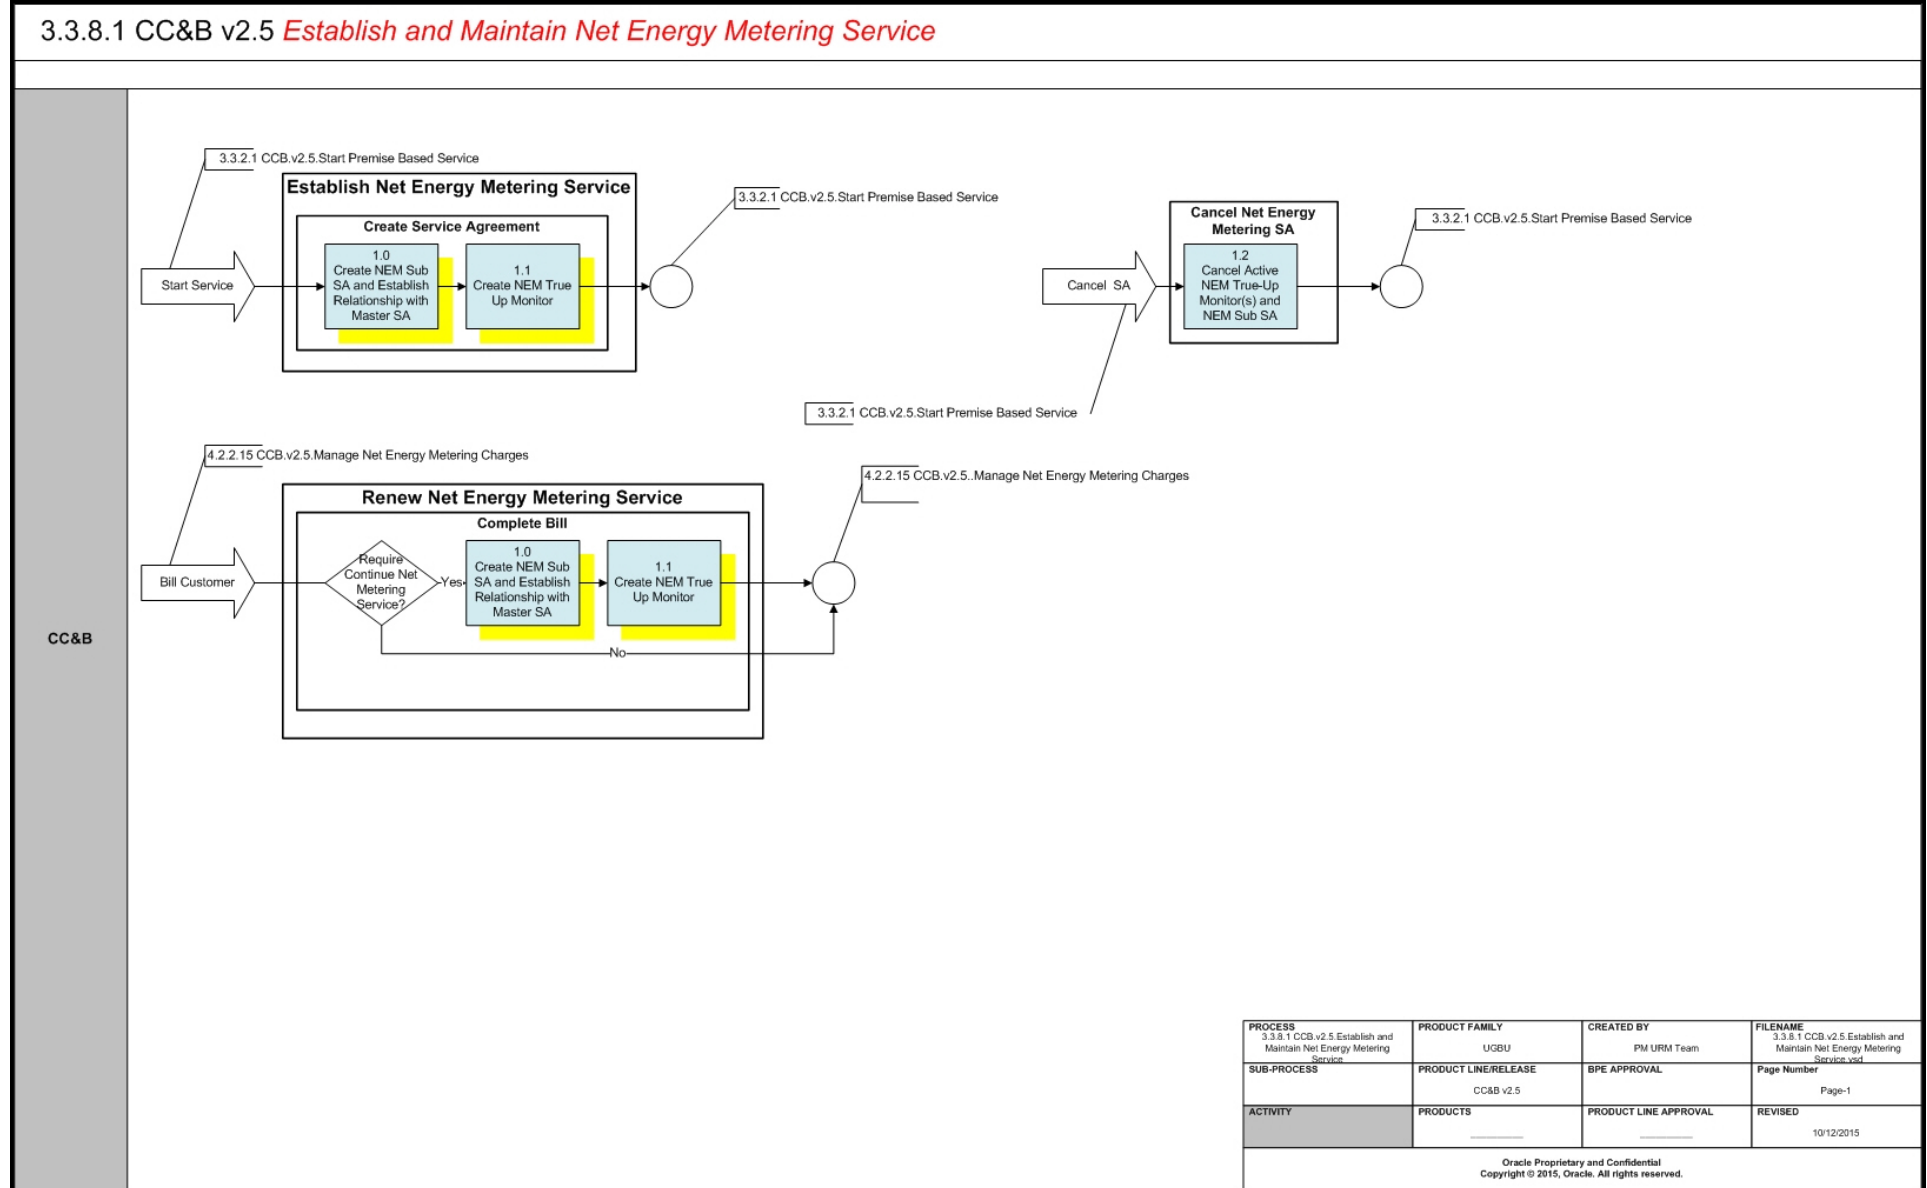 3.3.8.1 CC&B v2.5 Establish and Maintain Net Energy Metering Service
CC&B
3.3.2.1 CCB.v2.5.Start Premise Based Service
Start Service
Establish Net Energy Metering Service
Create Service Agreement
1.0
Create NEM Sub
SA and Establish
Relationship with
Master SA
1.1
Create NEM True
Up Monitor
3.3.2.1 CCB.v2.5.Start Premise Based Service
Cancel SA
3.3.2.1 CCB.v2.5.Start Premise Based Service
Cancel Net Energy
Metering SA
1.2
Cancel Active
NEM True-Up
Monitor(s) and
NEM Sub SA
3.3.2.1 CCB.v2.5.Start Premise Based Service
4.2.2.15 CCB.v2.5.Manage Net Energy Metering Charges
Bill Customer
Renew Net Energy Metering Service
Complete Bill
Require
Continue Net
Metering
Service?
Yes
1.0
Create NEM Sub
SA and Establish
Relationship with
Master SA
1.1
Create NEM True
Up Monitor
No
4.2.2.15 CCB.v2.5..Manage Net Energy Metering Charges
PROCESS
3.3.8.1 CCB.v2.5.Establish and
Maintain Net Energy Metering
Service
PRODUCT FAMILY
UGBU
CREATED BY
PM URM Team
FILENAME
3.3.8.1 CCB.v2.5.Establish and
Maintain Net Energy Metering
Service.vsd
SUB-PROCESS
PRODUCT LINE/RELEASE
CC&B v2.5
BPE APPROVAL
Page Number
Page-1
ACTIVITY
PRODUCTS
PRODUCT LINE APPROVAL
REVISED
10/12/2015
Oracle Proprietary and Confidential
Copyright © 2015, Oracle. All rights reserved.